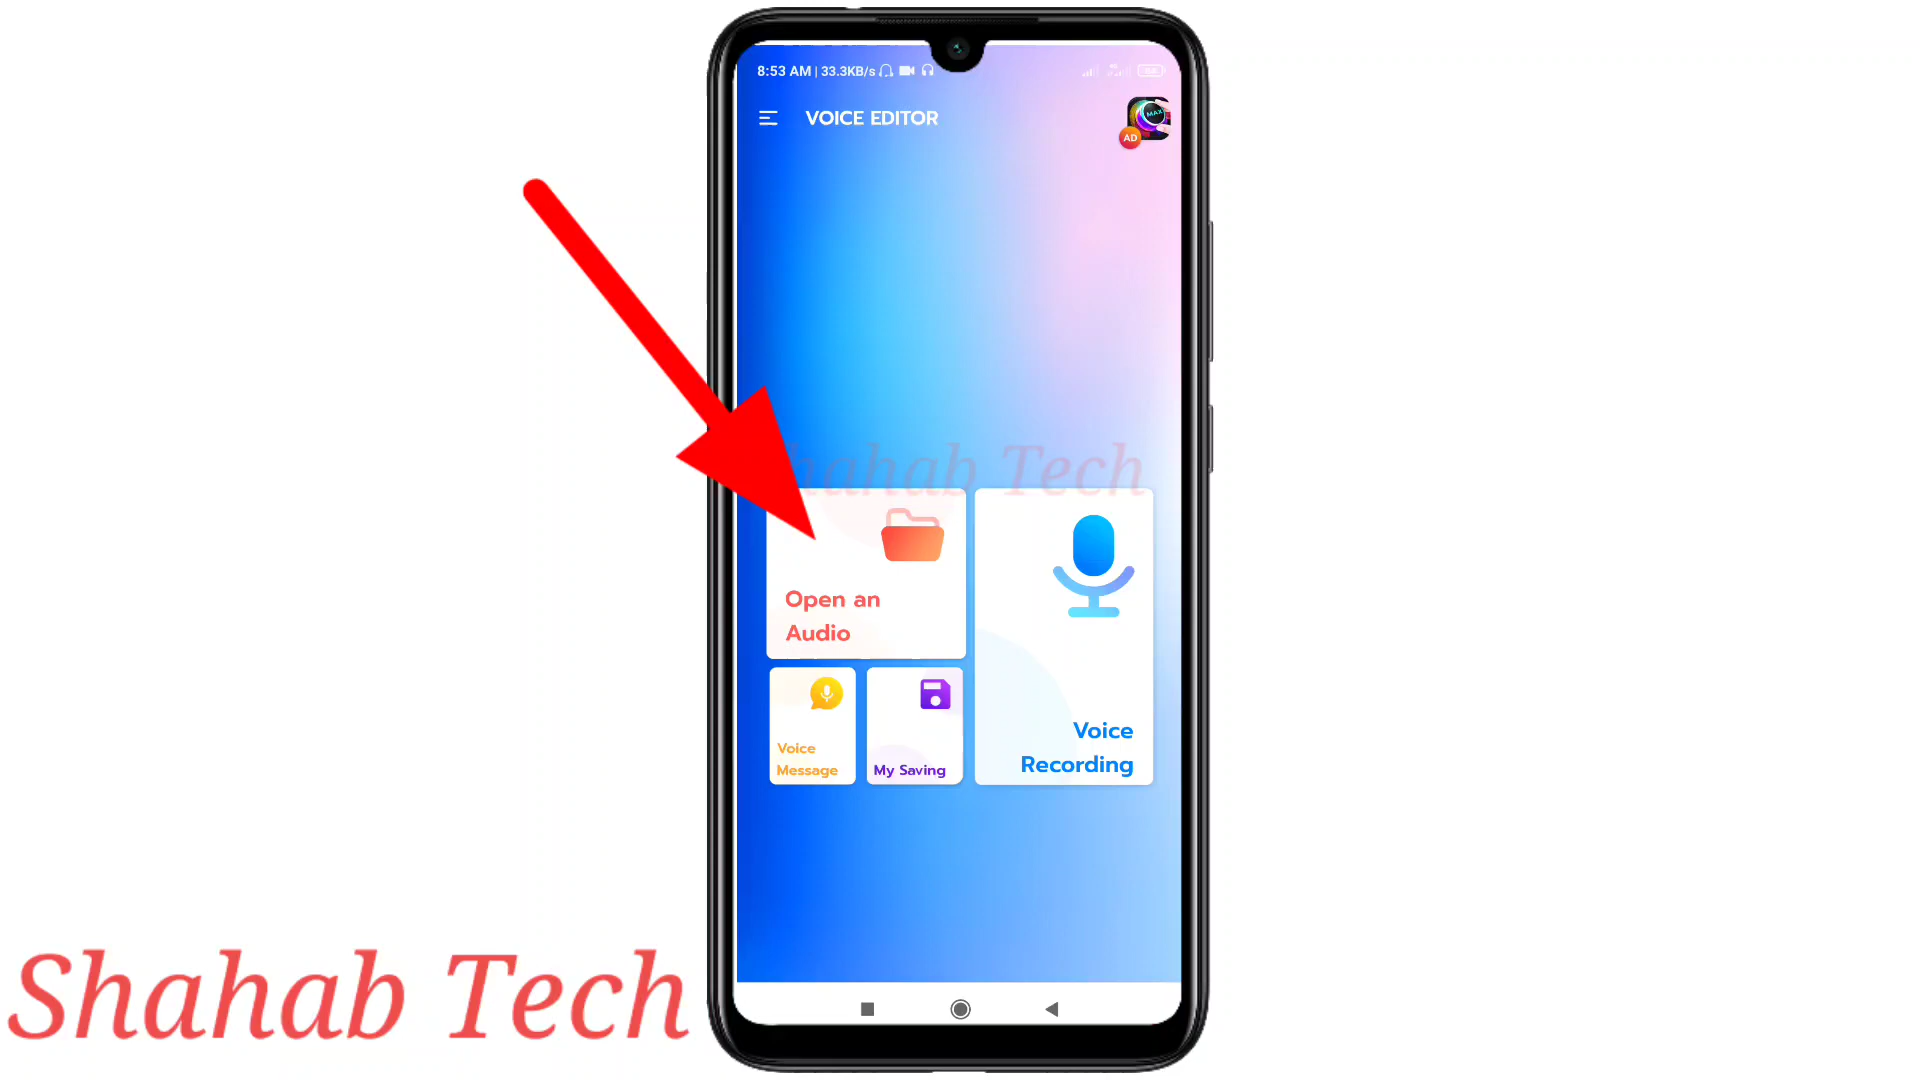 8:53 AM | 33.3KB/s
VOICE EDITOR
MAX
AD
Shahab Tech
Open an
Audio
Voice
Message
My Saving
Voice
Recording
Shahab Tech